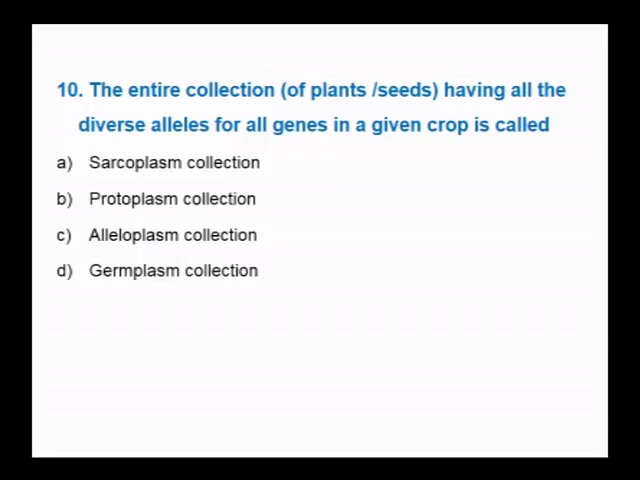 10. The entire collection (of plants /seeds) having all the
diverse alleles for all genes in a given crop is called
a) Sarcoplasm collection
b) Protoplasm collection
c) Alleloplasm collection
d) Germplasm collection